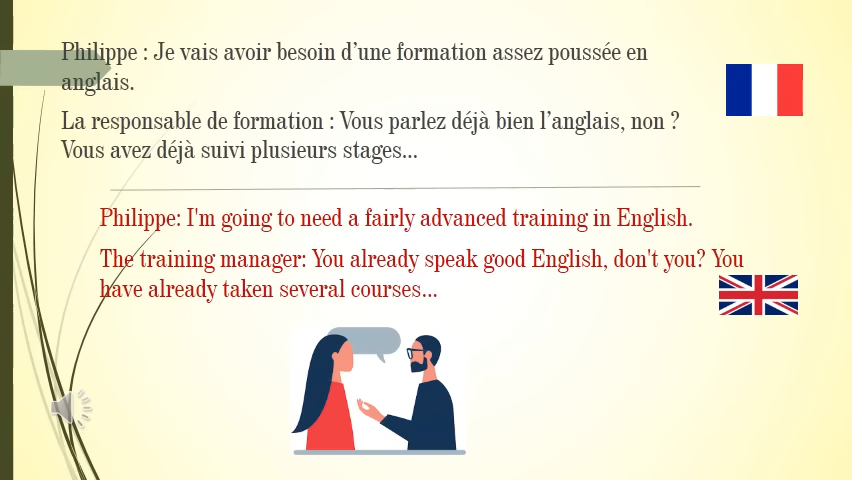 Philippe : Je vais avoir besoin d’une formation assez poussée en
anglais.
La responsable de formation : Vous parlez déjà bien l’anglais, non ?
Vous avez déjà suivi plusieurs stages...
Philippe: I'm going to need a fairly advanced training in English.
The training manager: You already speak good English, don't you? You
have already taken several courses...